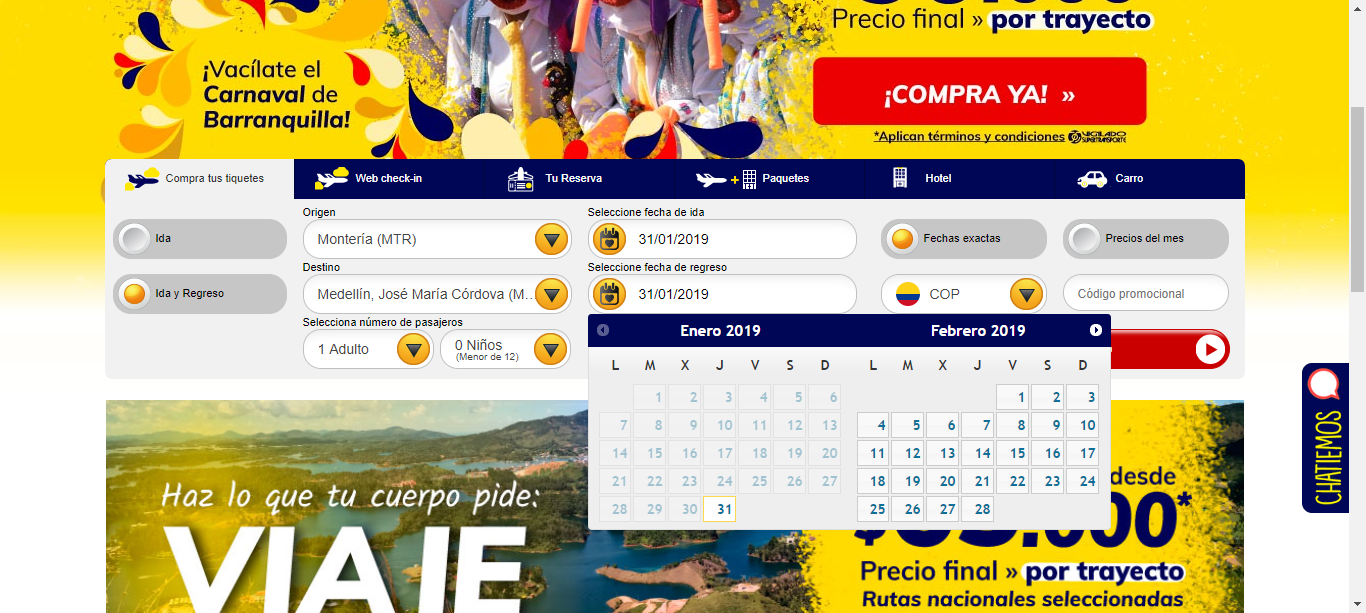 Precio final » por trayecto
¡Vacílate el
Carnaval de
Barranquilla!
¡COMPRA YA! »
*Aplican términos y condiciones VIGILADO
SUPERTRANSPORTE
Compra tus tiquetes Web check-in Tu Reserva Paquetes Hotel Carro
Origen Seleccione fecha de ida
Ida Montería (MTR) 31/01/2019 Fechas exactas Precios del mes
Destino Seleccione fecha de regreso
Ida y Regreso Medellín, José María Córdova (M... 31/01/2019 COP Código promocional
Selecciona número de pasajeros
1 Adulto 0 Niños
(Menor de 12)
Enero 2019 Febrero 2019
L M X J V S D L M X J V S D
1 2 3 4 5 6 1 2 3
7 8 9 10 11 12 13 4 5 6 7 8 9 10
14 15 16 17 18 19 20 11 12 13 14 15 16 17
21 22 23 24 25 26 27 18 19 20 21 22 23 24
28 29 30 31 25 26 27 28
CHATIEMOS
Haz lo que tu cuerpo pide:
VIAJE
desde
.000*
Precio final » por trayecto
Rutas nacionales seleccionadas